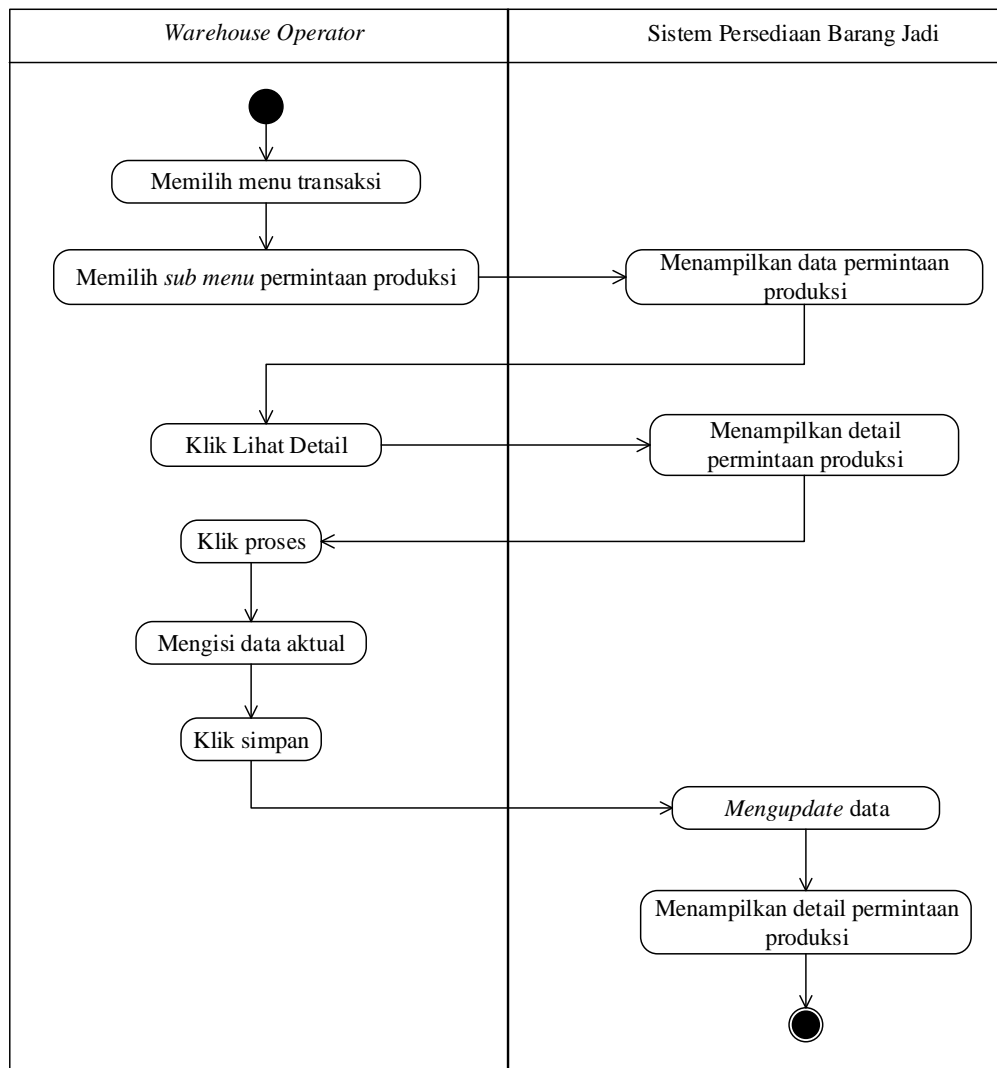 Warehouse Operator
Sistem Persediaan Barang Jadi
Memilih menu transaksi
Memilih sub menu permintaan produksi
Menampilkan data permintaan
produksi
Klik Lihat Detail
Menampilkan detail
permintaan produksi
Klik proses
Mengisi data aktual
Klik simpan
Mengupdate data
Menampilkan detail permintaan
produksi